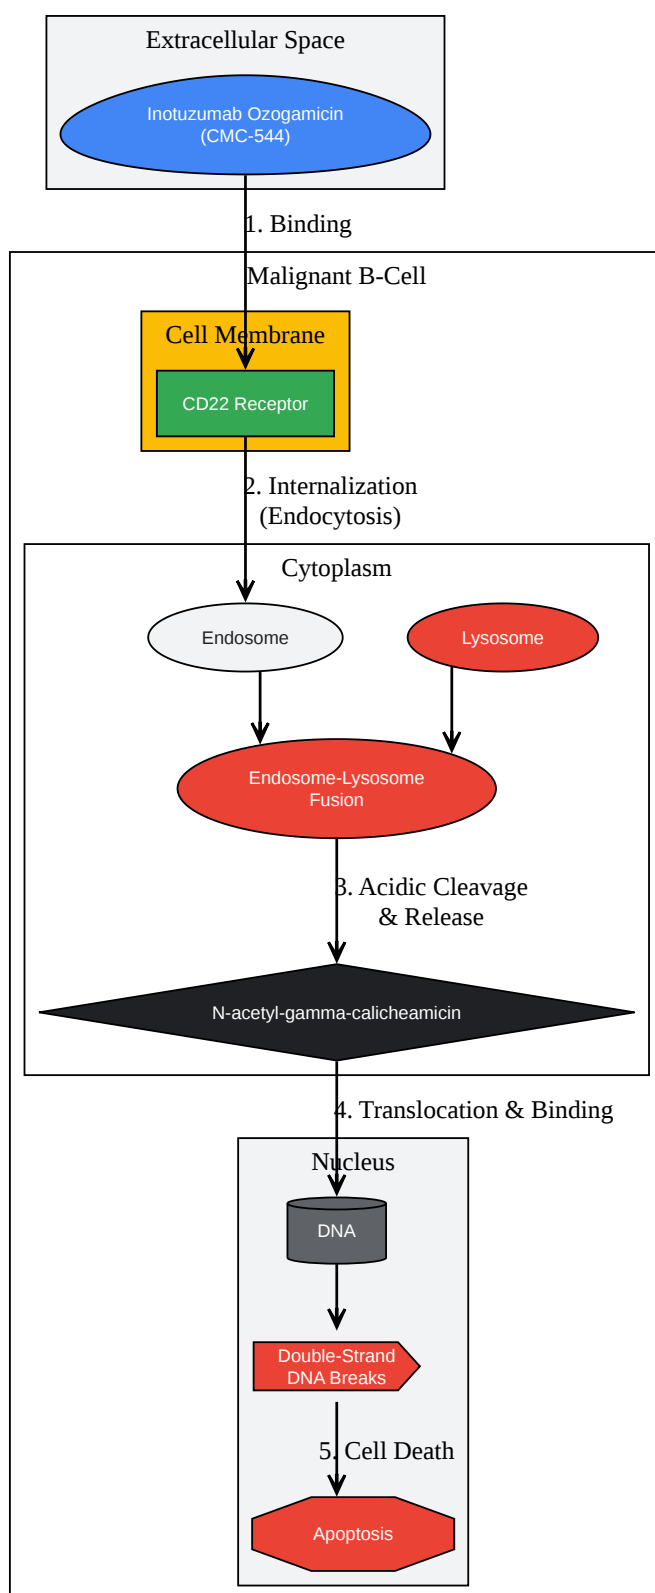 Extracellular Space
Inotuzumab Ozogamicin
(CMC-544)
1. Binding
Malignant B-Cell
Cell Membrane
CD22 Receptor
2. Internalization
(Endocytosis)
Cytoplasm
Endosome
Lysosome
Endosome-Lysosome
Fusion
3. Acidic Cleavage
& Release
N-acetyl-gamma-calicheamicin
4. Translocation & Binding
Nucleus
DNA
Double-Strand
DNA Breaks
5. Cell Death
Apoptosis